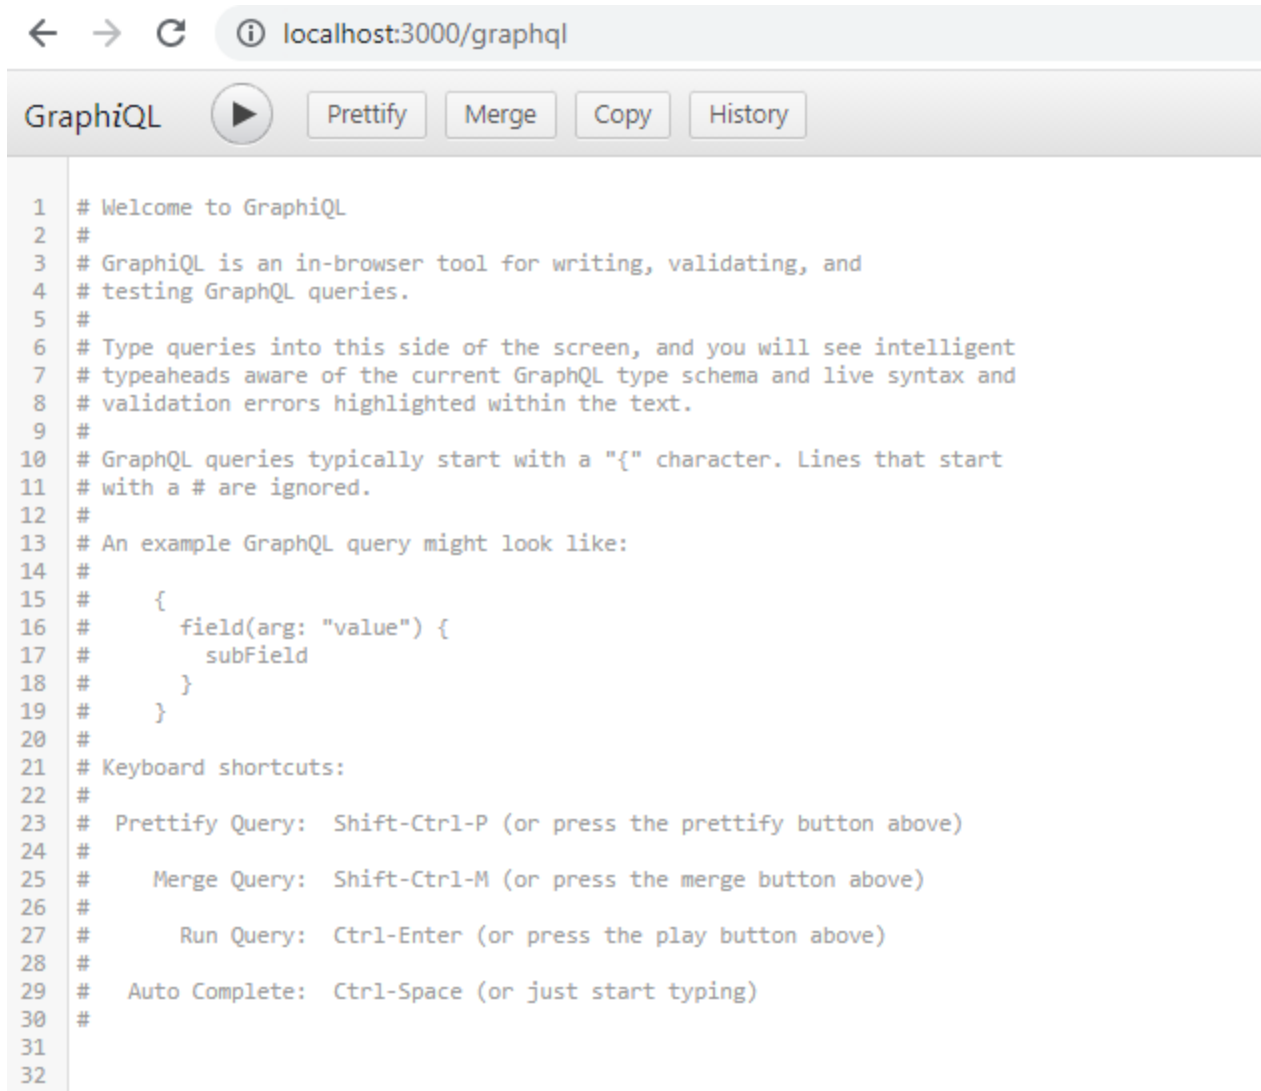 localhost:3000/graphql
GraphiQL Prettify Merge Copy History
1 # Welcome to GraphiQL
2 #
3 # GraphiQL is an in-browser tool for writing, validating, and
4 # testing GraphQL queries.
5 #
6 # Type queries into this side of the screen, and you will see intelligent
7 # typeaheads aware of the current GraphQL type schema and live syntax and
8 # validation errors highlighted within the text.
9 #
10 # GraphQL queries typically start with a "{" character. Lines that start
11 # with a # are ignored.
12 #
13 # An example GraphQL query might look like:
14 #
15 #     {
16 #       field(arg: "value") {
17 #         subField
18 #       }
19 #     }
20 #
21 # Keyboard shortcuts:
22 #
23 #  Prettify Query:  Shift-Ctrl-P (or press the prettify button above)
24 #
25 #     Merge Query:  Shift-Ctrl-M (or press the merge button above)
26 #
27 #       Run Query:  Ctrl-Enter (or press the play button above)
28 #
29 #   Auto Complete:  Ctrl-Space (or just start typing)
30 #
31
32